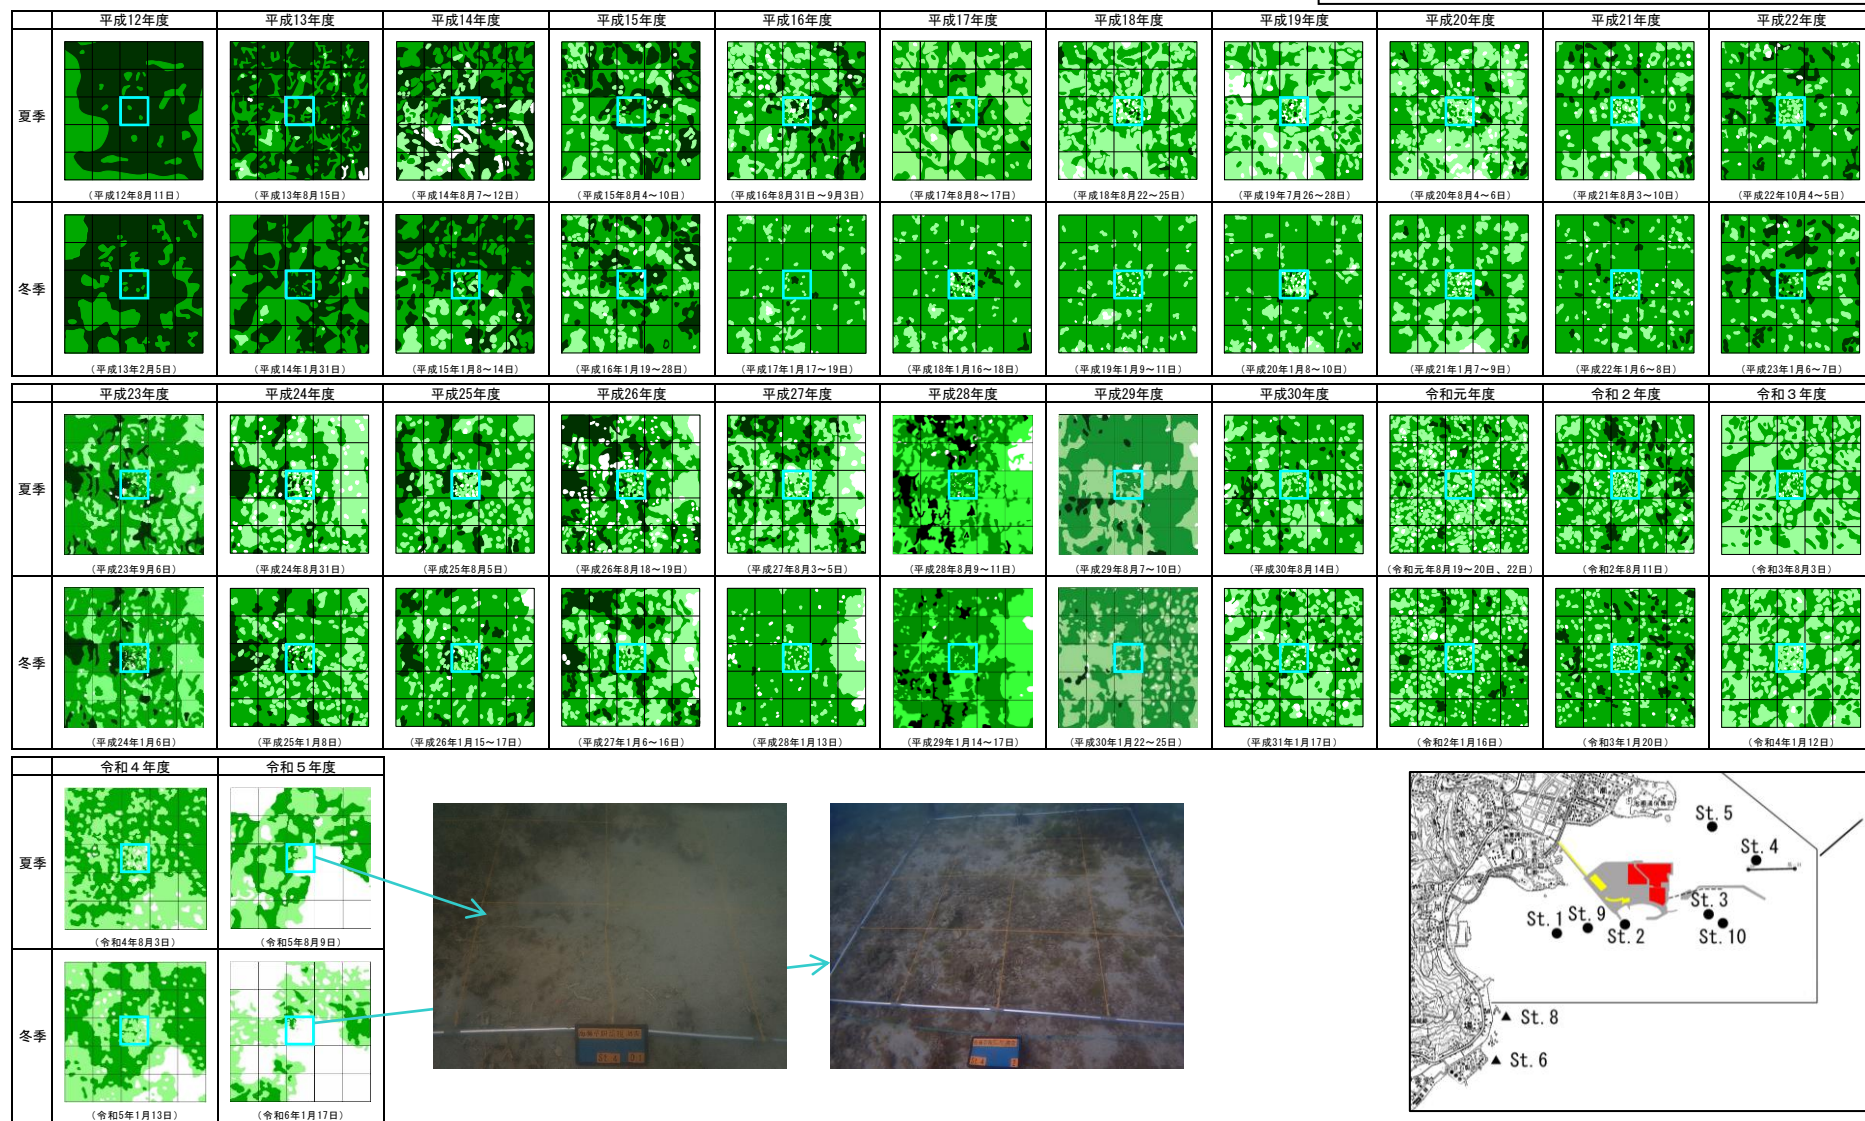 平成12年度 平成13年度 平成14年度 平成15年度 平成16年度 平成17年度 平成18年度 平成19年度 平成20年度 平成21年度 平成22年度
夏季
(平成12年8月11日) (平成13年8月15日) (平成14年8月7~12日) (平成15年8月4~10日) (平成16年8月31日~9月3日) (平成17年8月8~17日) (平成18年8月22~25日) (平成19年7月26~28日) (平成20年8月4~6日) (平成21年8月3~10日) (平成22年10月4~5日)
冬季
(平成13年2月5日) (平成14年1月31日) (平成15年1月8~14日) (平成16年1月19~28日) (平成17年1月17~19日) (平成18年1月16~18日) (平成19年1月9~11日) (平成20年1月8~10日) (平成21年1月7~9日) (平成22年1月6~8日) (平成23年1月6~7日)
平成23年度 平成24年度 平成25年度 平成26年度 平成27年度 平成28年度 平成29年度 平成30年度 令和元年度 令和2年度 令和3年度
夏季
(平成23年9月6日) (平成24年8月31日) (平成25年8月5日) (平成26年8月18~19日) (平成27年8月3~5日) (平成28年8月9~11日) (平成29年8月7~10日) (平成30年8月14日) (令和元年8月19~20日、22日) (令和2年8月11日) (令和3年8月3日)
冬季
(平成24年1月6日) (平成25年1月8日) (平成26年1月15~17日) (平成27年1月6~16日) (平成28年1月13日) (平成29年1月14~17日) (平成30年1月22~25日) (平成31年1月17日) (令和2年1月16日) (令和3年1月20日) (令和4年1月12日)
令和4年度 令和5年度
夏季
(令和4年8月3日) (令和5年8月9日)
冬季
(令和5年1月13日) (令和6年1月17日)
St.5
St.4
St.3
St.1 St.9
St.2 St.10
St.8
St.6